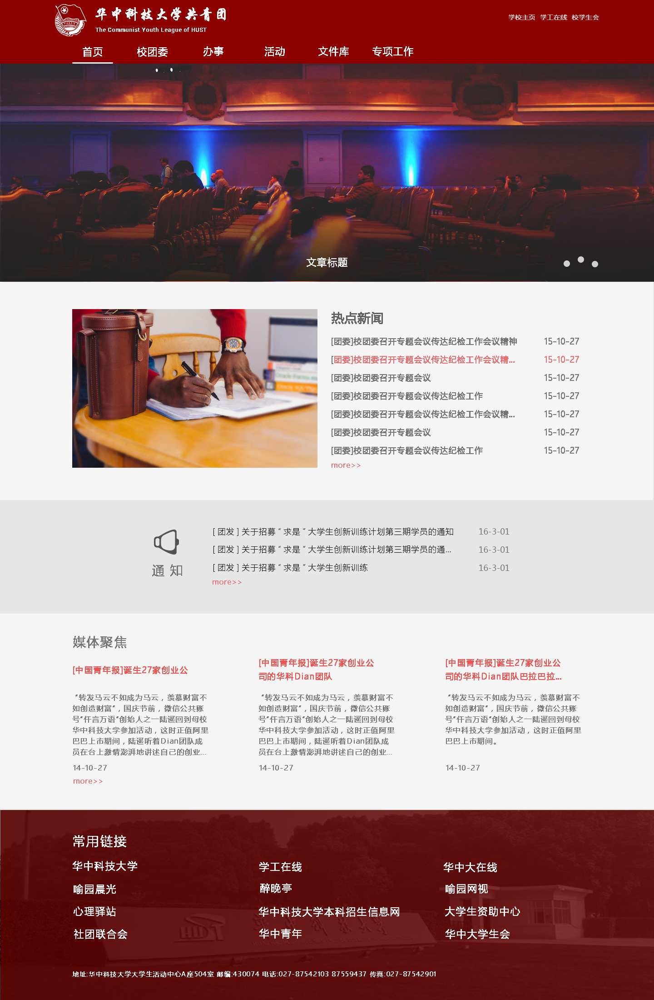 华中科技大学共青团
The Communist Youth League of HUST
学校主页 学工在线 校学生会
首页 校团委 办事 活动 文件库 专项工作
文章标题
热点新闻
[团委]校团委召开专题会议传达纪检工作会议精神 15-10-27
[团委]校团委召开专题会议传达纪检工作会议精... 15-10-27
[团委]校团委召开专题会议 15-10-27
[团委]校团委召开专题会议传达纪检工作 15-10-27
[团委]校团委召开专题会议传达纪检工作会议精... 15-10-27
[团委]校团委召开专题会议 15-10-27
[团委]校团委召开专题会议传达纪检工作 15-10-27
more>>
通 知
[ 团发 ] 关于招募 “ 求是 ” 大学生创新训练计划第三期学员的通知 16-3-01
[ 团发 ] 关于招募 “ 求是 ” 大学生创新训练计划第三期学员的通... 16-3-01
[ 团发 ] 关于招募 “ 求是 ” 大学生创新训练 16-3-01
more>>
媒体聚焦
[中国青年报]诞生27家创业公
“转发马云不如成为马云，羡慕财富不
如创造财富”，国庆节前，微信公共账
号“仟言万语”创始人之一陆遥回到母校
华中科技大学参加活动，这时正值阿里
巴巴上市期间，陆遥听着Dian团队成
员在台上激情澎湃地讲述自己的创业...
14-10-27
more>>
[中国青年报]诞生27家创业公
司的华科Dian团队
“转发马云不如成为马云，羡慕财富不
如创造财富”，国庆节前，微信公共账
号“仟言万语”创始人之一陆遥回到母校
华中科技大学参加活动，这时正值阿里
巴巴上市期间，陆遥听着Dian团队成
员在台上激情澎湃地讲述自己的创业...
14-10-27
[中国青年报]诞生27家创业公
司的华科Dian团队巴拉巴拉...
“转发马云不如成为马云，羡慕财富不
如创造财富”，国庆节前，微信公共账
号“仟言万语”创始人之一陆遥回到母校
华中科技大学参加活动，这时正值阿里
巴巴上市期间。
14-10-27
常用链接
华中科技大学 学工在线 华中大在线
喻园晨光 醉晚亭 喻园网视
心理驿站 华中科技大学本科招生信息网 大学生资助中心
社团联合会 华中青年 华中大学生会
地址:华中科技大学大学生活动中心A座504室 邮编:430074 电话:027-87542103 87559437 传真:027-87542901